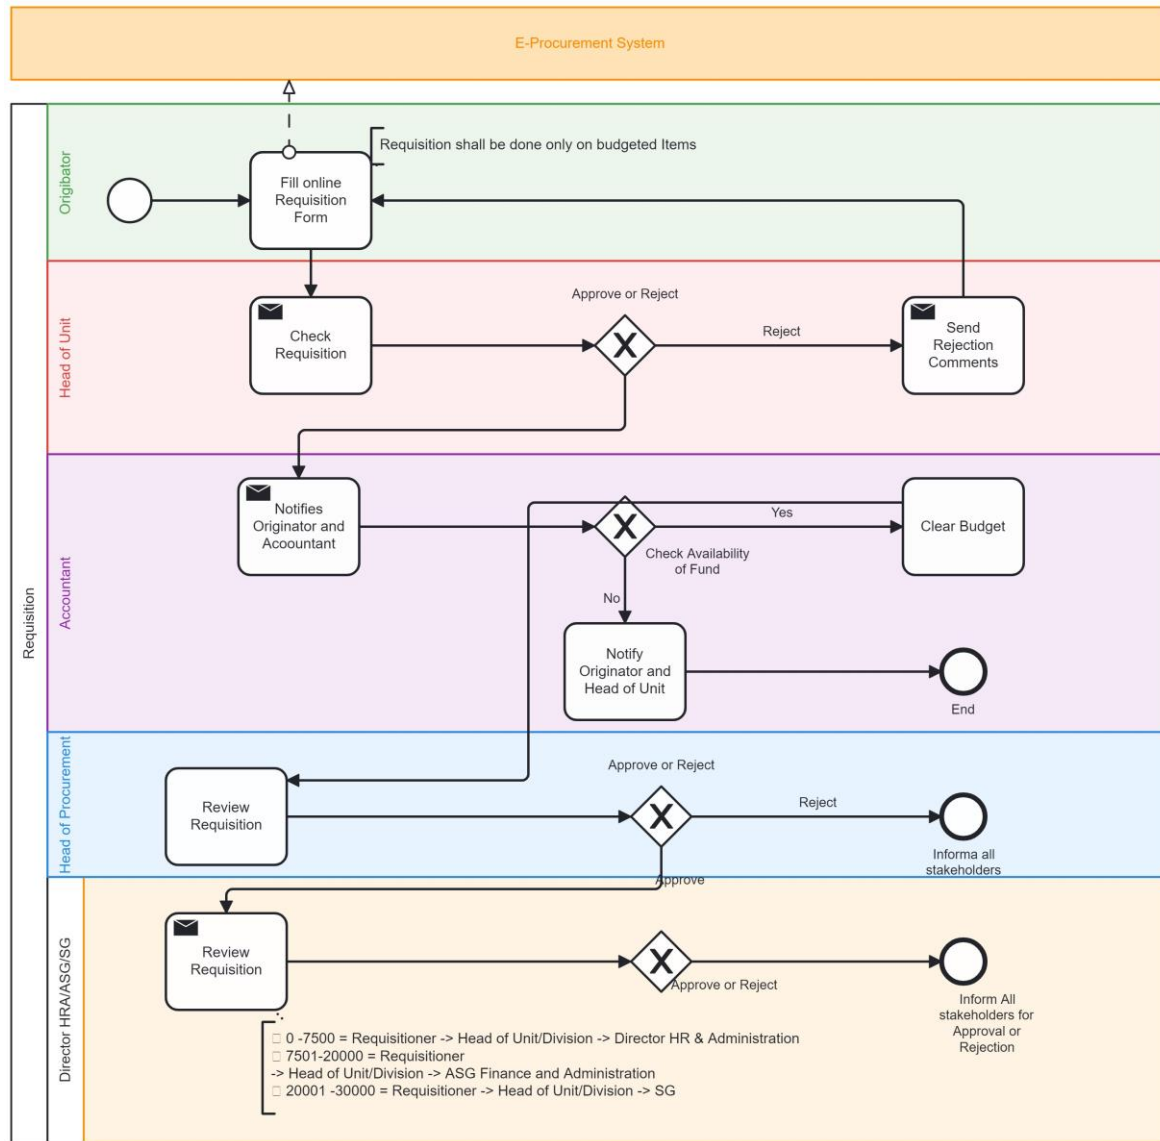 E-Procurement System
Requisition
Origibator
Requisition shall be done only on budgeted Items
Fill online
Requisition
Form
Head of Unit
Check
Requisition
Approve or Reject
Reject
Send
Rejection
Comments
Accountant
Notifies
Originator and
Acoountant
Check Availability
of Fund
Yes
Clear Budget
No
Notify
Originator and
Head of Unit
End
Head of Procurement
Review
Requisition
Approve or Reject
Reject
Informa all
stakeholders
Approve
Director HRA/ASG/SG
Review
Requisition
Approve or Reject
Inform All
stakeholders for
Approval or
Rejection
0 -7500 = Requisitioner -> Head of Unit/Division -> Director HR & Administration
7501-20000 = Requisitioner
-> Head of Unit/Division -> ASG Finance and Administration
20001 -30000 = Requisitioner -> Head of Unit/Division -> SG